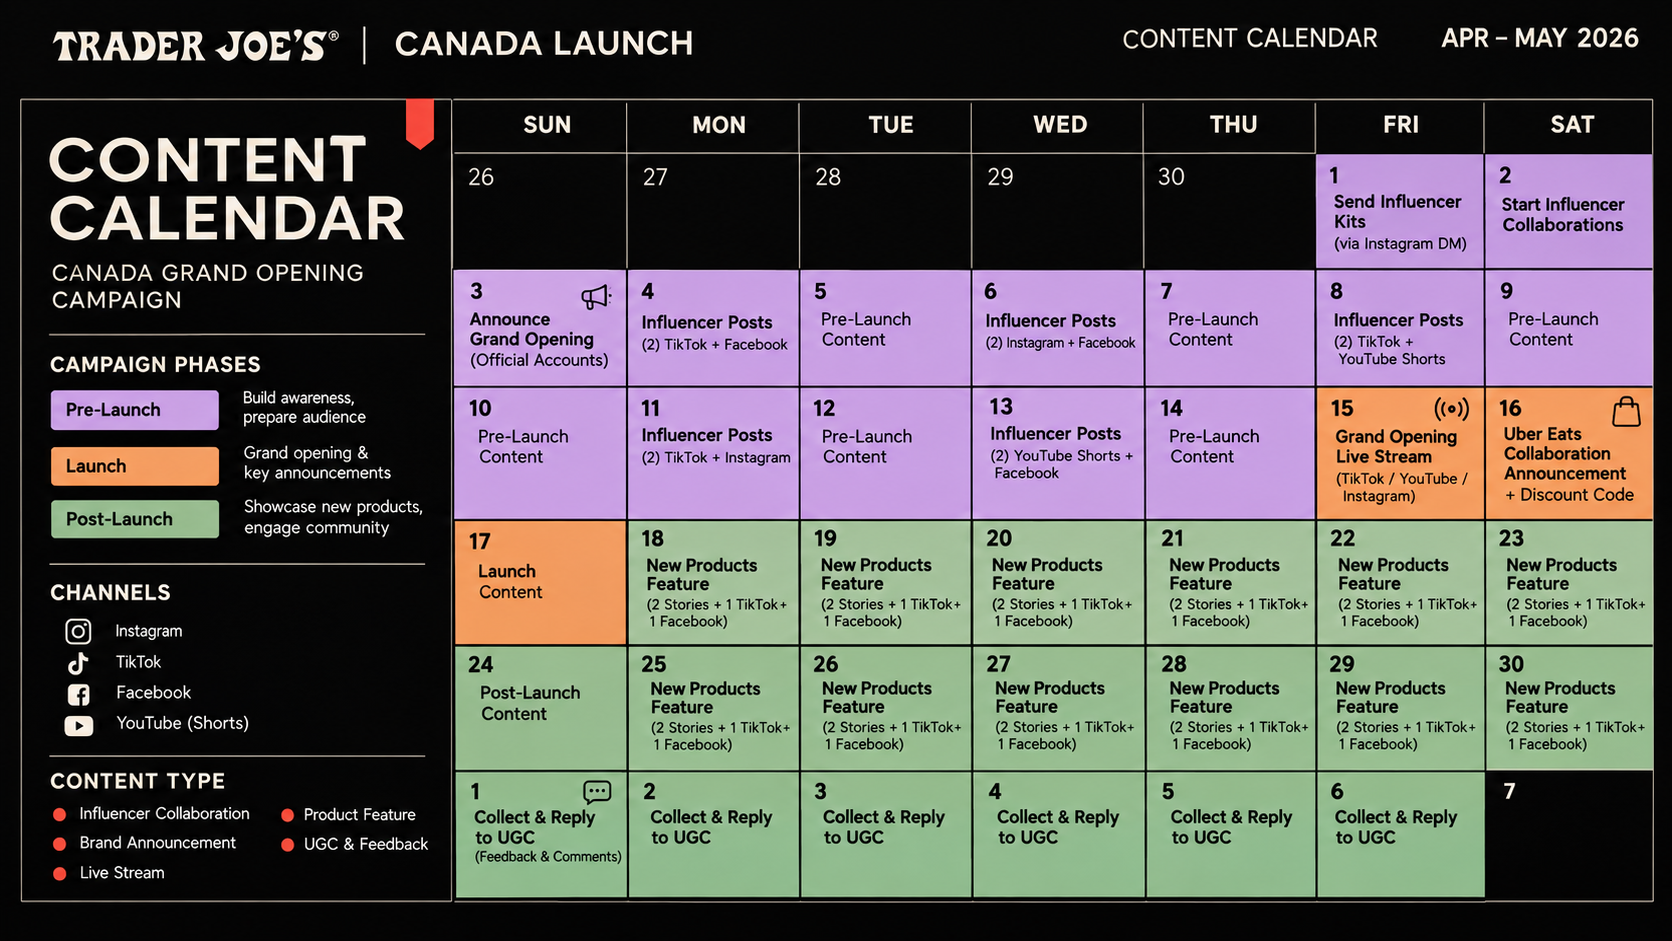 TRADER JOE'S® | CANADA LAUNCH
CONTENT CALENDAR
APR – MAY 2026
CONTENT
CALENDAR
CANADA GRAND OPENING
CAMPAIGN
CAMPAIGN PHASES
Pre-Launch
Build awareness,
prepare audience
Launch
Grand opening &
key announcements
Post-Launch
Showcase new products,
engage community
CHANNELS
Instagram
TikTok
Facebook
YouTube (Shorts)
CONTENT TYPE
Influencer Collaboration
Brand Announcement
Live Stream
Product Feature
UGC & Feedback
SUN
MON
TUE
WED
THU
FRI
SAT
26
27
28
29
30
1
Send Influencer
Kits
(via Instagram DM)
2
Start Influencer
Collaborations
3
Announce
Grand Opening
(Official Accounts)
4
Influencer Posts
(2) TikTok + Facebook
5
Pre-Launch
Content
6
Influencer Posts
(2) Instagram + Facebook
7
Pre-Launch
Content
8
Influencer Posts
(2) TikTok +
YouTube Shorts
9
Pre-Launch
Content
10
Pre-Launch
Content
11
Influencer Posts
(2) TikTok + Instagram
12
Pre-Launch
Content
13
Influencer Posts
(2) YouTube Shorts +
Facebook
14
Pre-Launch
Content
15
Grand Opening
Live Stream
(TikTok / YouTube /
Instagram)
16
Uber Eats
Collaboration
Announcement
+ Discount Code
17
Launch
Content
18
New Products
Feature
(2 Stories + 1 TikTok+
1 Facebook)
19
New Products
Feature
(2 Stories + 1 TikTok+
1 Facebook)
20
New Products
Feature
(2 Stories + 1 TikTok+
1 Facebook)
21
New Products
Feature
(2 Stories + 1 TikTok+
1 Facebook)
22
New Products
Feature
(2 Stories + 1 TikTok+
1 Facebook)
23
New Products
Feature
(2 Stories + 1 TikTok+
1 Facebook)
24
Post-Launch
Content
25
New Products
Feature
(2 Stories + 1 TikTok+
1 Facebook)
26
New Products
Feature
(2 Stories + 1 TikTok+
1 Facebook)
27
New Products
Feature
(2 Stories + 1 TikTok+
1 Facebook)
28
New Products
Feature
(2 Stories + 1 TikTok+
1 Facebook)
29
New Products
Feature
(2 Stories + 1 TikTok+
1 Facebook)
30
New Products
Feature
(2 Stories + 1 TikTok+
1 Facebook)
1
Collect & Reply
to UGC
(Feedback & Comments)
2
Collect & Reply
to UGC
3
Collect & Reply
to UGC
4
Collect & Reply
to UGC
5
Collect & Reply
to UGC
6
Collect & Reply
to UGC
7